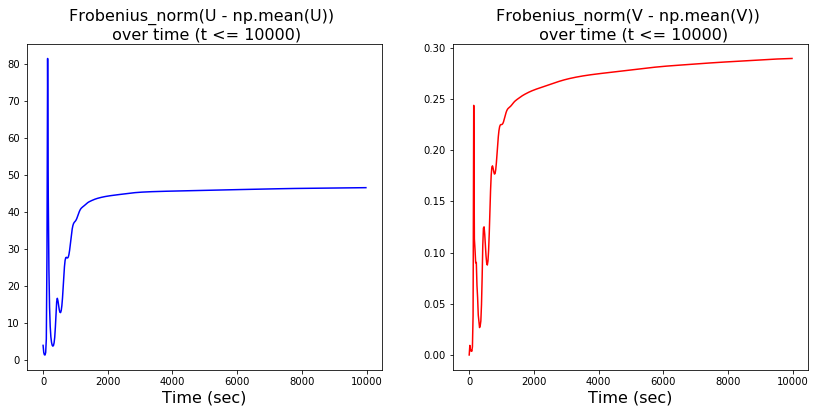 Frobenius_norm(U - np.mean(U))
over time (t <= 10000)
80
70
60
50
40
30
20
10
0
0 2000 4000 6000 8000 10000
Time (sec)
Frobenius_norm(V - np.mean(V))
over time (t <= 10000)
0.30
0.25
0.20
0.15
0.10
0.05
0.00
0 2000 4000 6000 8000 10000
Time (sec)